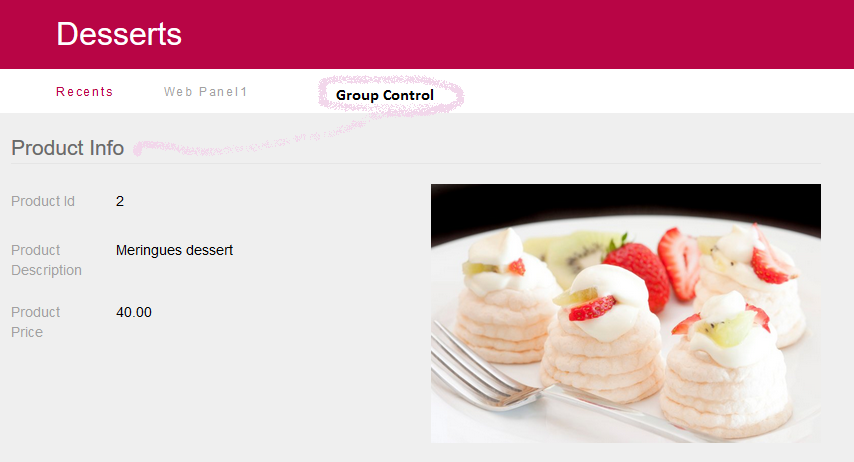 Desserts
Recents
Web Panel1
Group Control
Product Info
Product Id
2
Product
Description
Meringues dessert
Product
Price
40.00